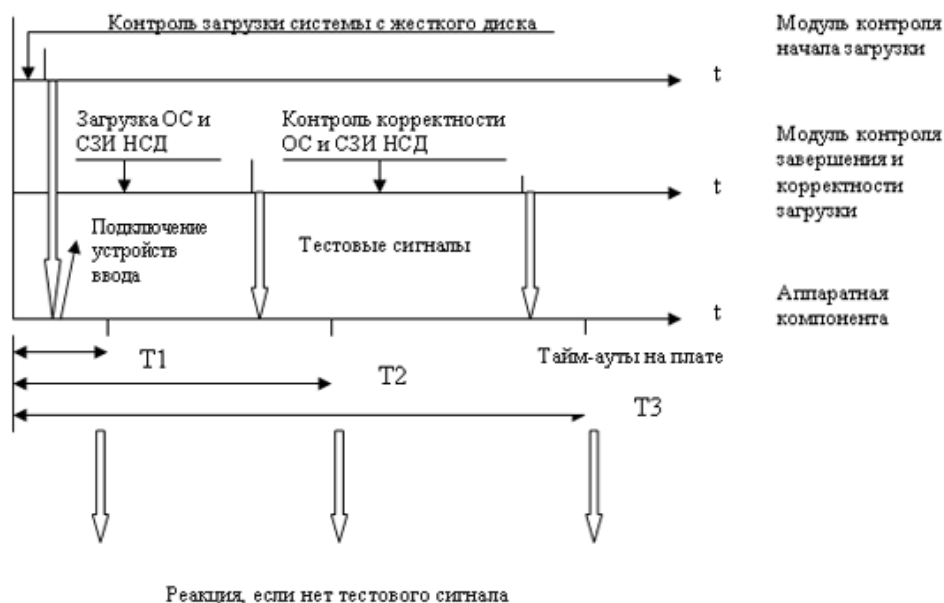 Контроль загрузки системы с жесткого диска
Модуль контроля
начала загрузки
t
Загрузка ОС и
СЗИ НСД
Контроль корректности
ОС и СЗИ НСД
Модуль контроля
завершения и
корректности
загрузки
t
Подключение
устройств
ввода
Тестовые сигналы
Аппаратная
компонента
t
Тайм-ауты на плате
T1
T2
T3
Реакция, если нет тестового сигнала